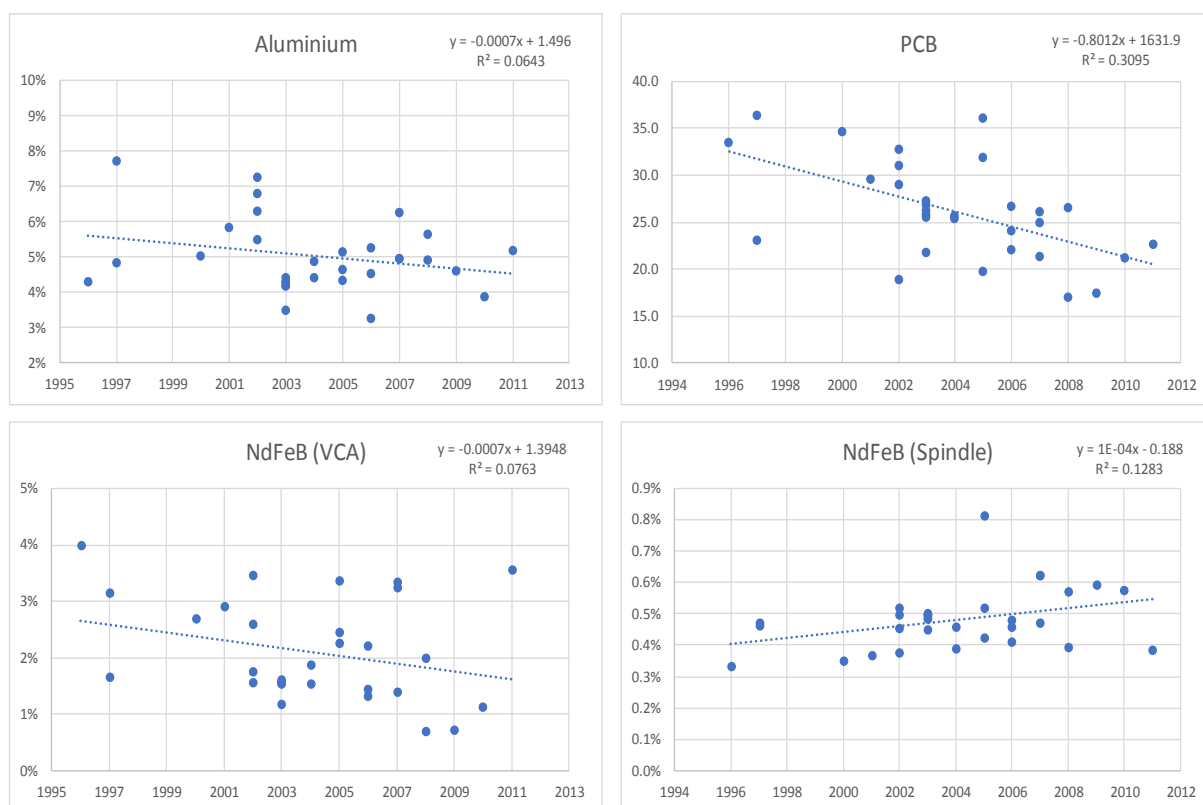 Aluminium
y = -0.0007x + 1.496
R² = 0.0643
10%
9%
8%
7%
6%
5%
4%
3%
2%
1995 1997 1999 2001 2003 2005 2007 2009 2011 2013
PCB
y = -0.8012x + 1631.9
R² = 0.3095
40.0
35.0
30.0
25.0
20.0
15.0
10.0
1994 1996 1998 2000 2002 2004 2006 2008 2010 2012
NdFeB (VCA)
y = -0.0007x + 1.3948
R² = 0.0763
5%
4%
3%
2%
1%
0%
1995 1997 1999 2001 2003 2005 2007 2009 2011 2013
NdFeB (Spindle)
y = 1E-04x - 0.188
R² = 0.1283
0.9%
0.8%
0.7%
0.6%
0.5%
0.4%
0.3%
0.2%
0.1%
0.0%
1994 1996 1998 2000 2002 2004 2006 2008 2010 2012